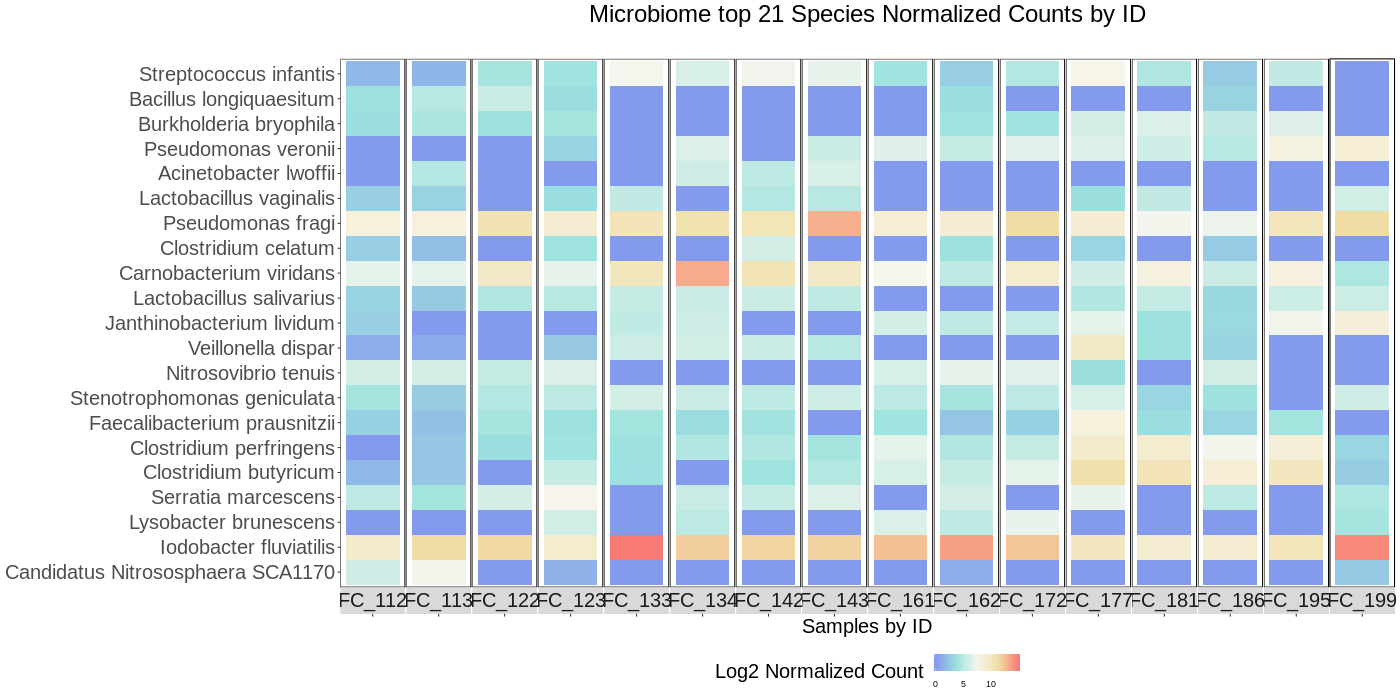 Microbiome top 21 Species Normalized Counts by ID
Streptococcus infantis
Bacillus longiquaesitum
Burkholderia bryophila
Pseudomonas veronii
Acinetobacter lwoffii
Lactobacillus vaginalis
Pseudomonas fragi
Clostridium celatum
Carnobacterium viridans
Lactobacillus salivarius
Janthinobacterium lividum
Veillonella dispar
Nitrosovibrio tenuis
Stenotrophomonas geniculata
Faecalibacterium prausnitzii
Clostridium perfringens
Clostridium butyricum
Serratia marcescens
Lysobacter brunescens
Iodobacter fluviatilis
Candidatus Nitrososphaera SCA1170
FC_112 FC_113 FC_122 FC_123 FC_133 FC_134 FC_142 FC_143 FC_161 FC_162 FC_172 FC_177 FC_181 FC_186 FC_195 FC_199
Samples by ID
Log2 Normalized Count
0 5 10